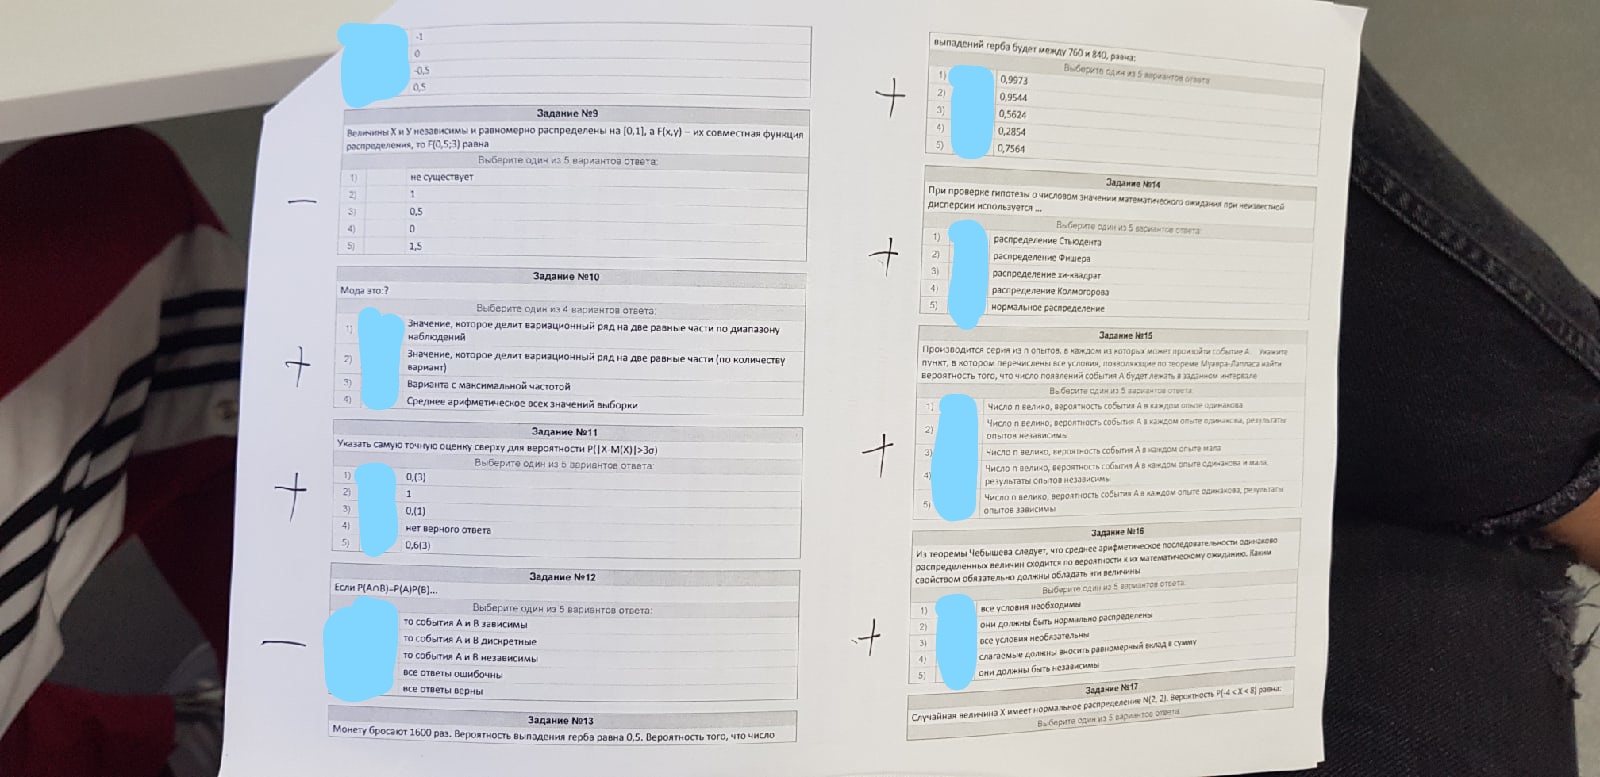 -1
0
-0,5
0,5
Задание №9
Величины X и У независимы и равномерно распределены на [0,1], а F(x,y) – их совместная функция
распределения, то F(0,5;3) равна
Выберите один из 5 вариантов ответа:
1) не существует
2) 1
3) 0,5
4) 0
5) 1,5
−
Задание №10
Мода это:?
Выберите один из 4 вариантов ответа:
1) Значение, которое делит вариационный ряд на две равные части по диапазону
наблюдений
2) Значение, которое делит вариационный ряд на две равные части (по количеству
вариант)
3) Варианта с максимальной частотой
4) Среднее арифметическое всех значений выборки
+
Задание №11
Указать самую точную оценку сверху для вероятности P(|X-M(X)|>3σ)
Выберите один из 5 вариантов ответа:
1) 0,(3)
2) 1
3) 0,(1)
4) нет верного ответа
5) 0,6(3)
+
Задание №12
Если P(A∩B)=P(A)P(B)...
Выберите один из 5 вариантов ответа:
то события А и В зависимы
то события А и В дискретные
то события А и В независимы
все ответы ошибочны
все ответы верны
−
Задание №13
Монету бросают 1600 раз. Вероятность выпадения герба равна 0,5. Вероятность того, что число
выпадений герба будет между 760 и 840, равна:
Выберите один из 5 вариантов ответа
1) 0,9973
2) 0,9544
3) 0,5624
4) 0,2854
5) 0,7564
+
Задание №14
При проверке гипотезы о числовом значении математического ожидания при неизвестной
дисперсии используется ...
Выберите один из 5 вариантов ответа:
1) распределение Стьюдента
2) распределение Фишера
3) распределение хи-квадрат
4) распределение Колмогорова
5) нормальное распределение
+
Задание №15
Производится серия из n опытов, в каждом из которых может произойти событие А. Укажите
пункт, в котором перечислены все условия, позволяющие по теореме Муавра-Лапласа найти
вероятность того, что число появлений события А будет лежать в заданном интервале
Выберите один из 5 вариантов ответа:
1) Число n велико, вероятность события А в каждом опыте одинакова
2) Число n велико, вероятность события А в каждом опыте одинакова, результаты
опытов независимы
3) Число n велико, вероятность события А в каждом опыте мала
4) Число n велико, вероятность события А в каждом опыте одинакова и мала,
результаты опытов независимы
5) Число n велико, вероятность события А в каждом опыте одинакова, результаты
опытов зависимы
+
Задание №16
Из теоремы Чебышева следует, что среднее арифметическое последовательности одинаково
распределенных величин сходится по вероятности к их математическому ожиданию. Каким
свойством обязательно должны обладать эти величины
Выберите один из 5 вариантов ответа:
1) все условия необходимы
2) они должны быть нормально распределены
3) все условия необязательны
4) слагаемые должны вносить равномерный вклад в сумму
5) они должны быть независимы
+
Задание №17
Случайная величина X имеет нормальное распределение N(2, 2). Вероятность P(-4 < X < 8) равна:
Выберите один из 5 вариантов ответа